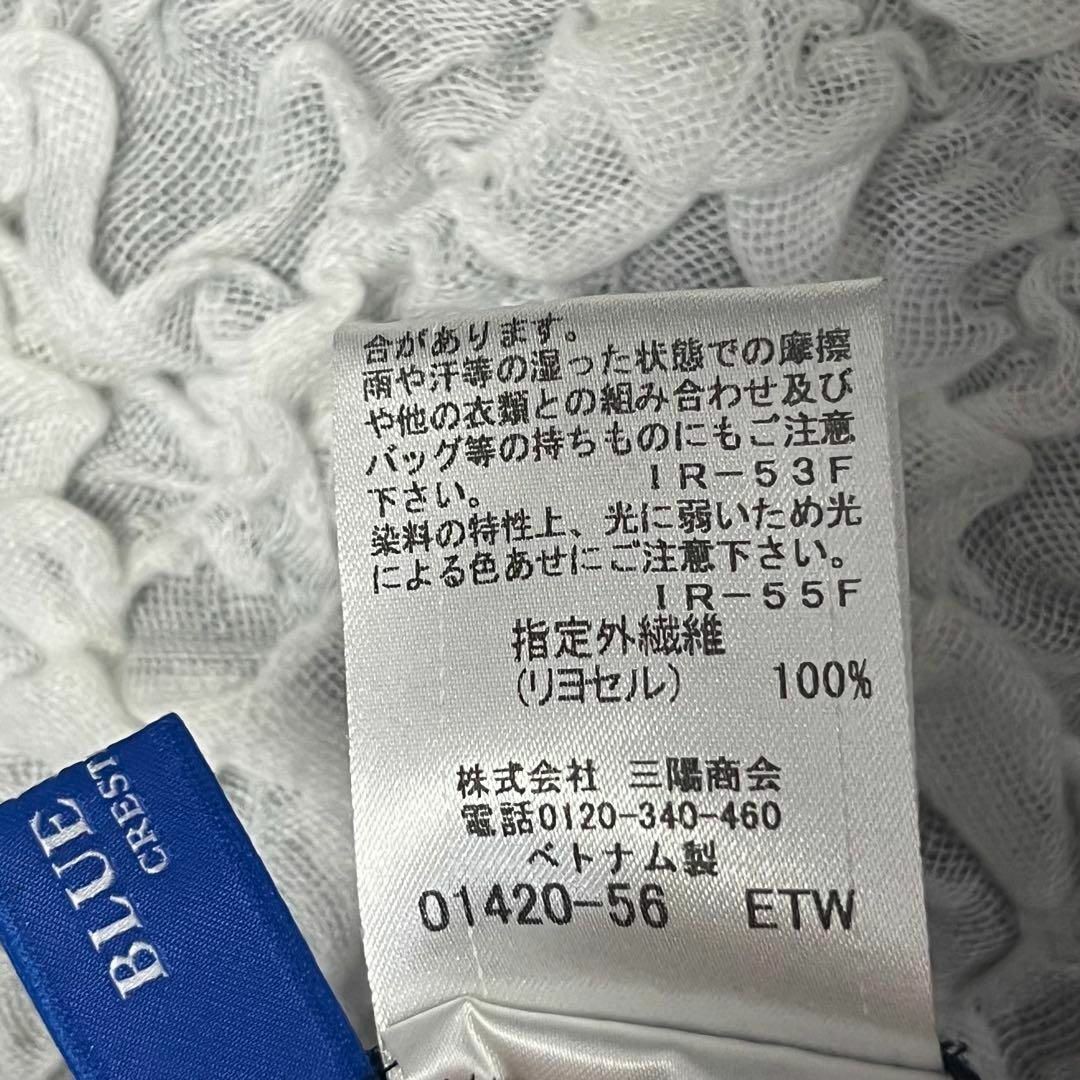 合があります。
雨や汗等の湿った状態での摩擦
や他の衣類との組み合わせ及び
バッグ等の持ちものにもご注意
下さい。 IR-53F
染料の特性上、光に弱いため光
による色あせにご注意下さい。
IR-55F
指定外繊維
(リヨセル) 100%
株式会社 三陽商会
電話0120-340-460
ベトナム製
01420-56 ETW
BLUE
CREST